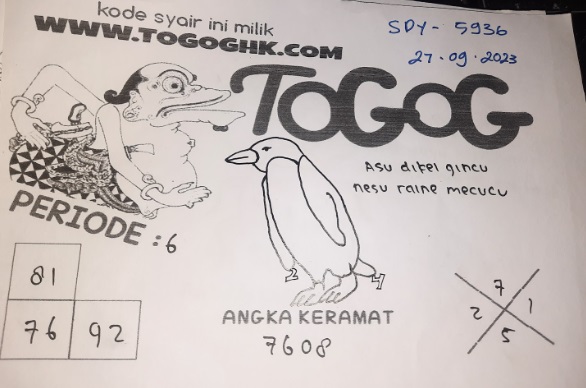 kode syair ini milik
WWW.TOGOGHK.COM
SDY - 5936
27.09.2023
TOGOG
Asu dikei gincu
nesu raine mecucu
PERIODE : 6
81
76 92
2 4
ANGKA KERAMAT
7608
7
2 1
5